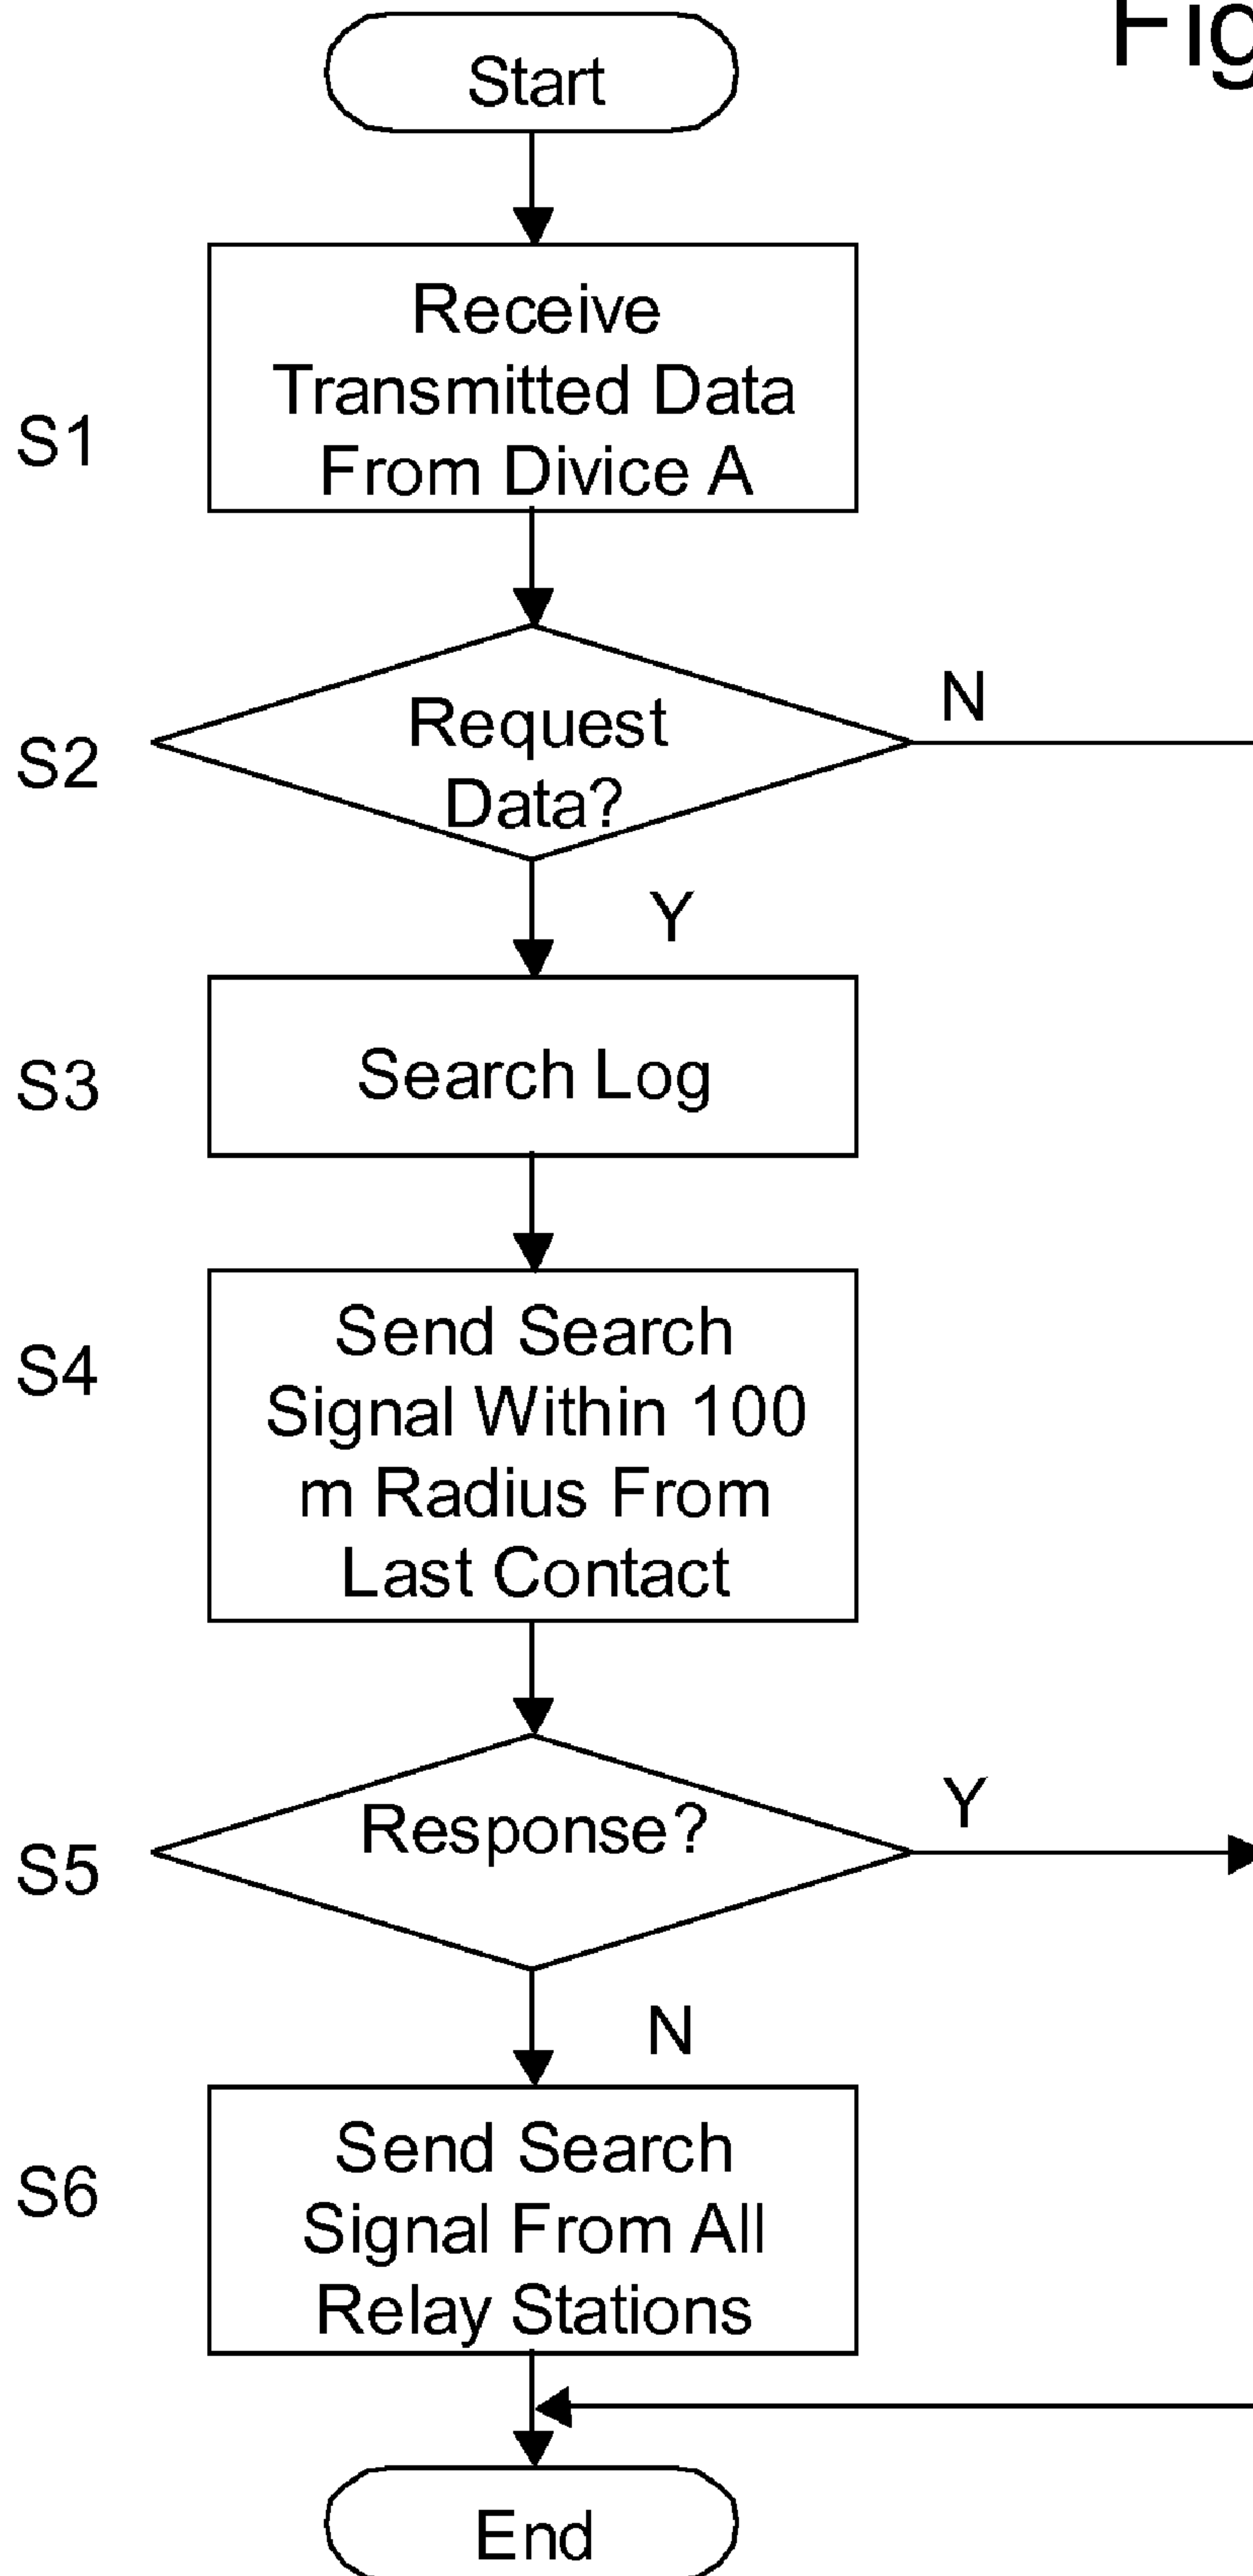 Fig
Start
S1
Receive
Transmitted Data
From Divice A
S2
Request
Data?
N
Y
S3
Search Log
S4
Send Search
Signal Within 100
m Radius From
Last Contact
S5
Response?
Y
N
S6
Send Search
Signal From All
Relay Stations
End